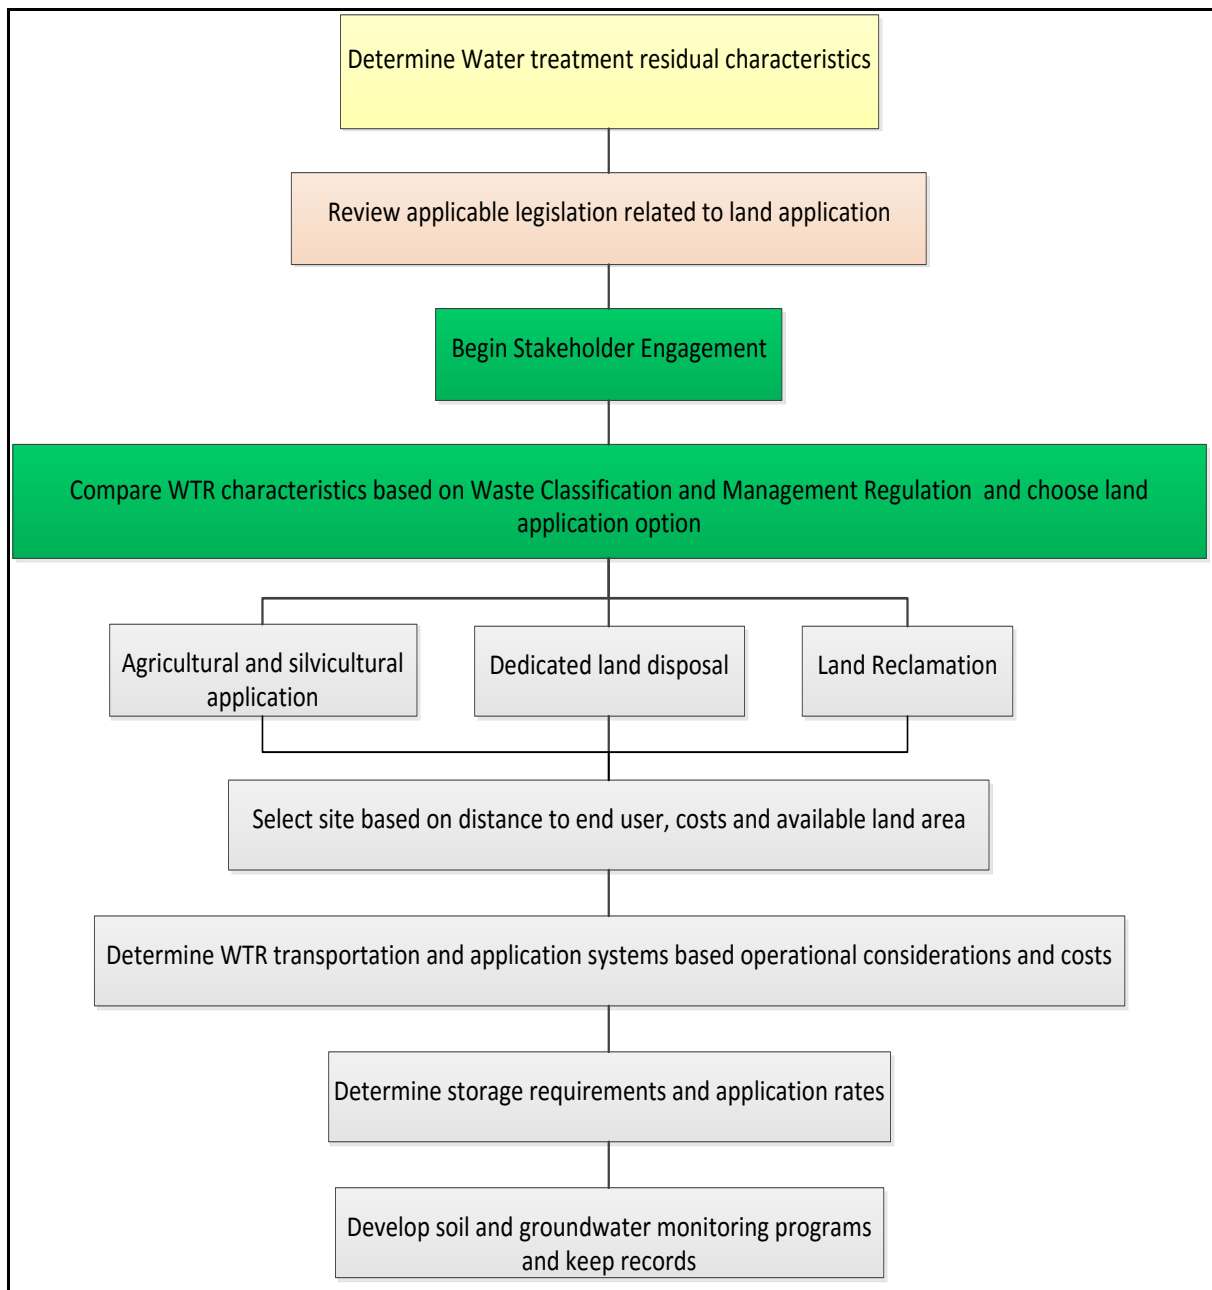 Determine Water treatment residual characteristics
Review applicable legislation related to land application
Begin Stakeholder Engagement
Compare WTR characteristics based on Waste Classification and Management Regulation and choose land
application option
Agricultural and silvicultural
application
Dedicated land disposal
Land Reclamation
Select site based on distance to end user, costs and available land area
Determine WTR transportation and application systems based operational considerations and costs
Determine storage requirements and application rates
Develop soil and groundwater monitoring programs
and keep records